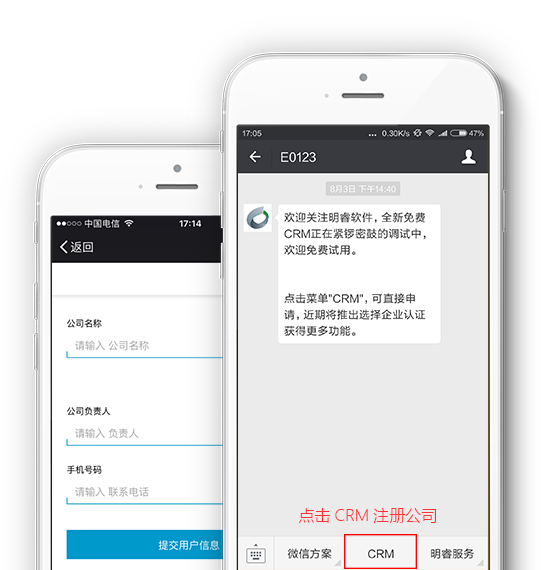 中国电信
17:14
返回
公司名称
请输入 公司名称
公司负责人
请输入 负责人
手机号码
请输入 联系电话
提交用户信息
17:05
... 0.30K/s
47%
E0123
8月3日 下午14:40
欢迎关注明睿软件，全新免费
CRM正在紧锣密鼓的调试中，
欢迎免费试用。
点击菜单"CRM"，可直接申
请，近期将推出选择企业认证
获得更多功能。
点击 CRM 注册公司
微信方案
CRM
明睿服务